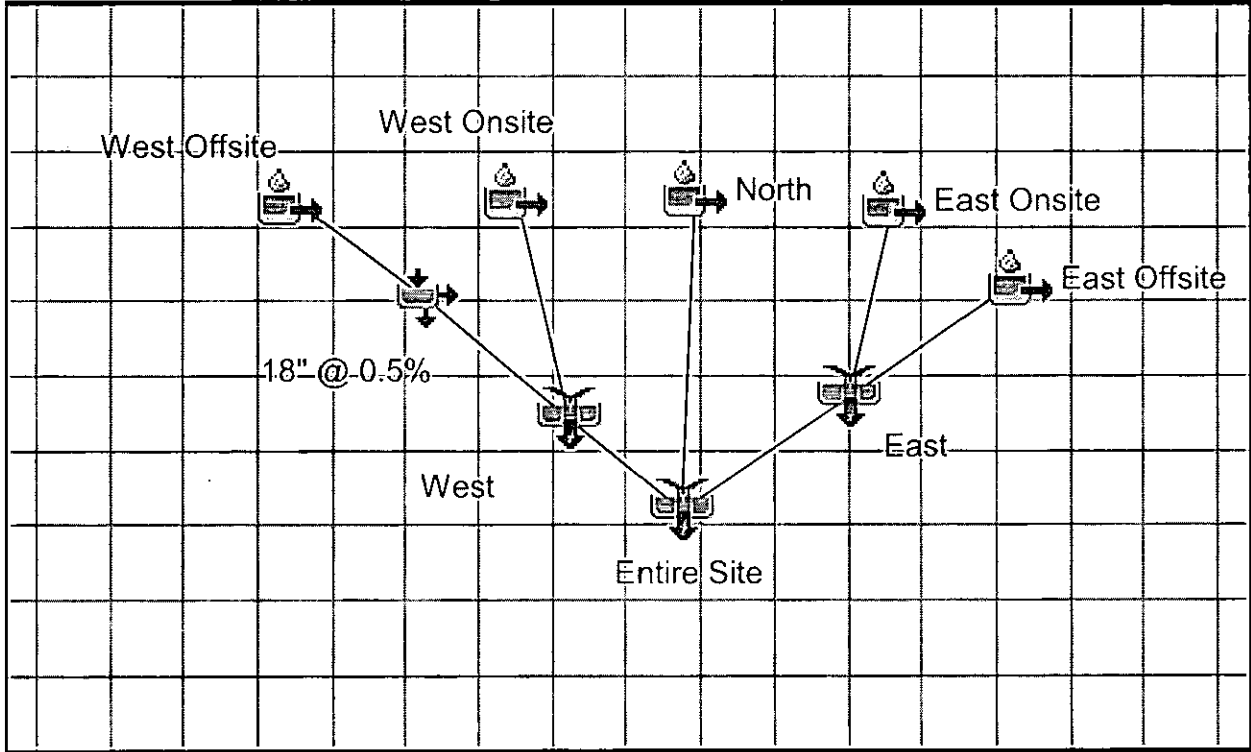 West Offsite
West Onsite
North
East Onsite
East Offsite
18" @ 0.5%
West
East
Entire Site